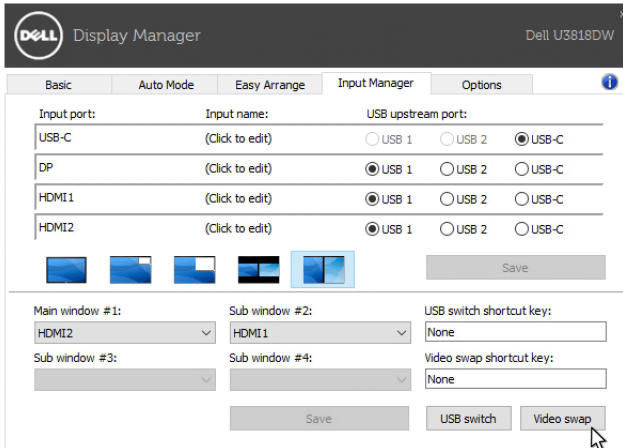 DELL Display Manager Dell U3818DW
Basic Auto Mode Easy Arrange Input Manager Options
Input port: Input name: USB upstream port:
USB-C (Click to edit) USB 1 USB 2 USB-C
DP (Click to edit) USB 1 USB 2 USB-C
HDMI1 (Click to edit) USB 1 USB 2 USB-C
HDMI2 (Click to edit) USB 1 USB 2 USB-C
Save
Main window #1: Sub window #2: USB switch shortcut key:
HDMI2 HDMI1 None
Sub window #3: Sub window #4: Video swap shortcut key:
None
Save USB switch Video swap